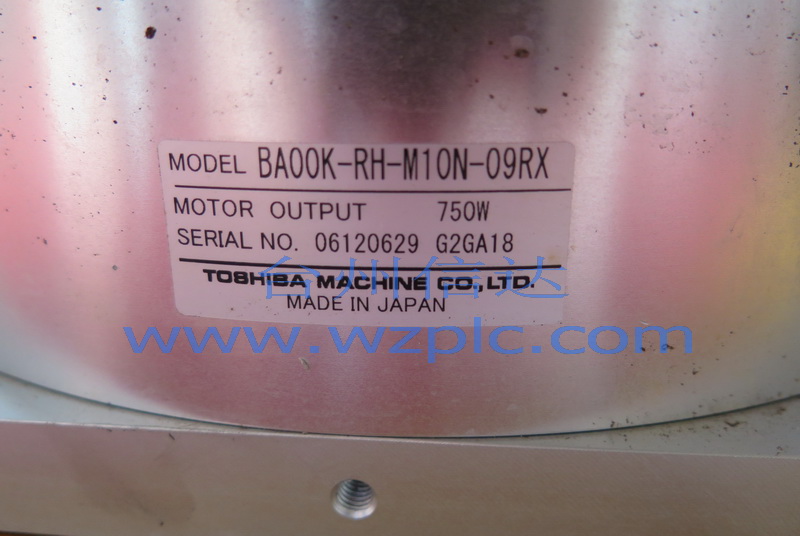 MODEL BA00K-RH-M10N-09RX
MOTOR OUTPUT 750W
SERIAL NO. 06120629 G2GA18
台州信达
TOSHIBA MACHINE CO., LTD.
MADE IN JAPAN
www.wzplc.com